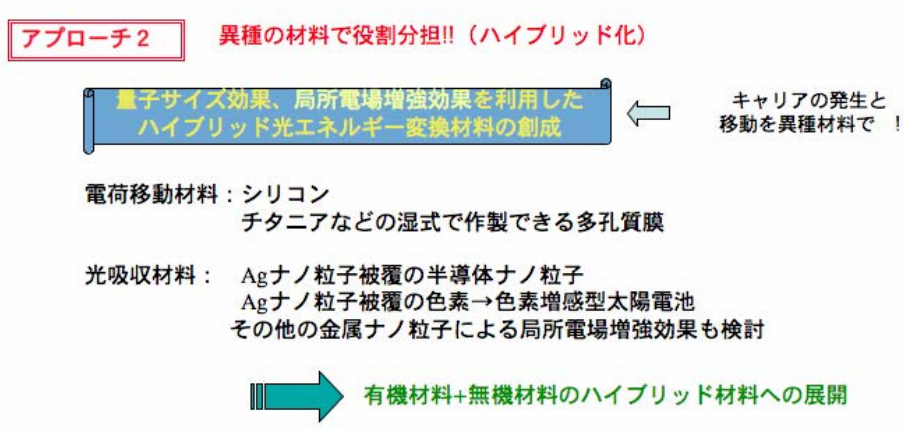 アプローチ2 異種の材料で役割分担!!(ハイブリッド化)
量子サイズ効果、局所電場増強効果を利用した
ハイブリッド光エネルギー変換材料の創成
キャリアの発生と
移動を異種材料で !
電荷移動材料:シリコン
チタニアなどの湿式で作製できる多孔質膜
光吸収材料: Agナノ粒子被覆の半導体ナノ粒子
Agナノ粒子被覆の色素→色素増感型太陽電池
その他の金属ナノ粒子による局所電場増強効果も検討
有機材料+無機材料のハイブリッド材料への展開